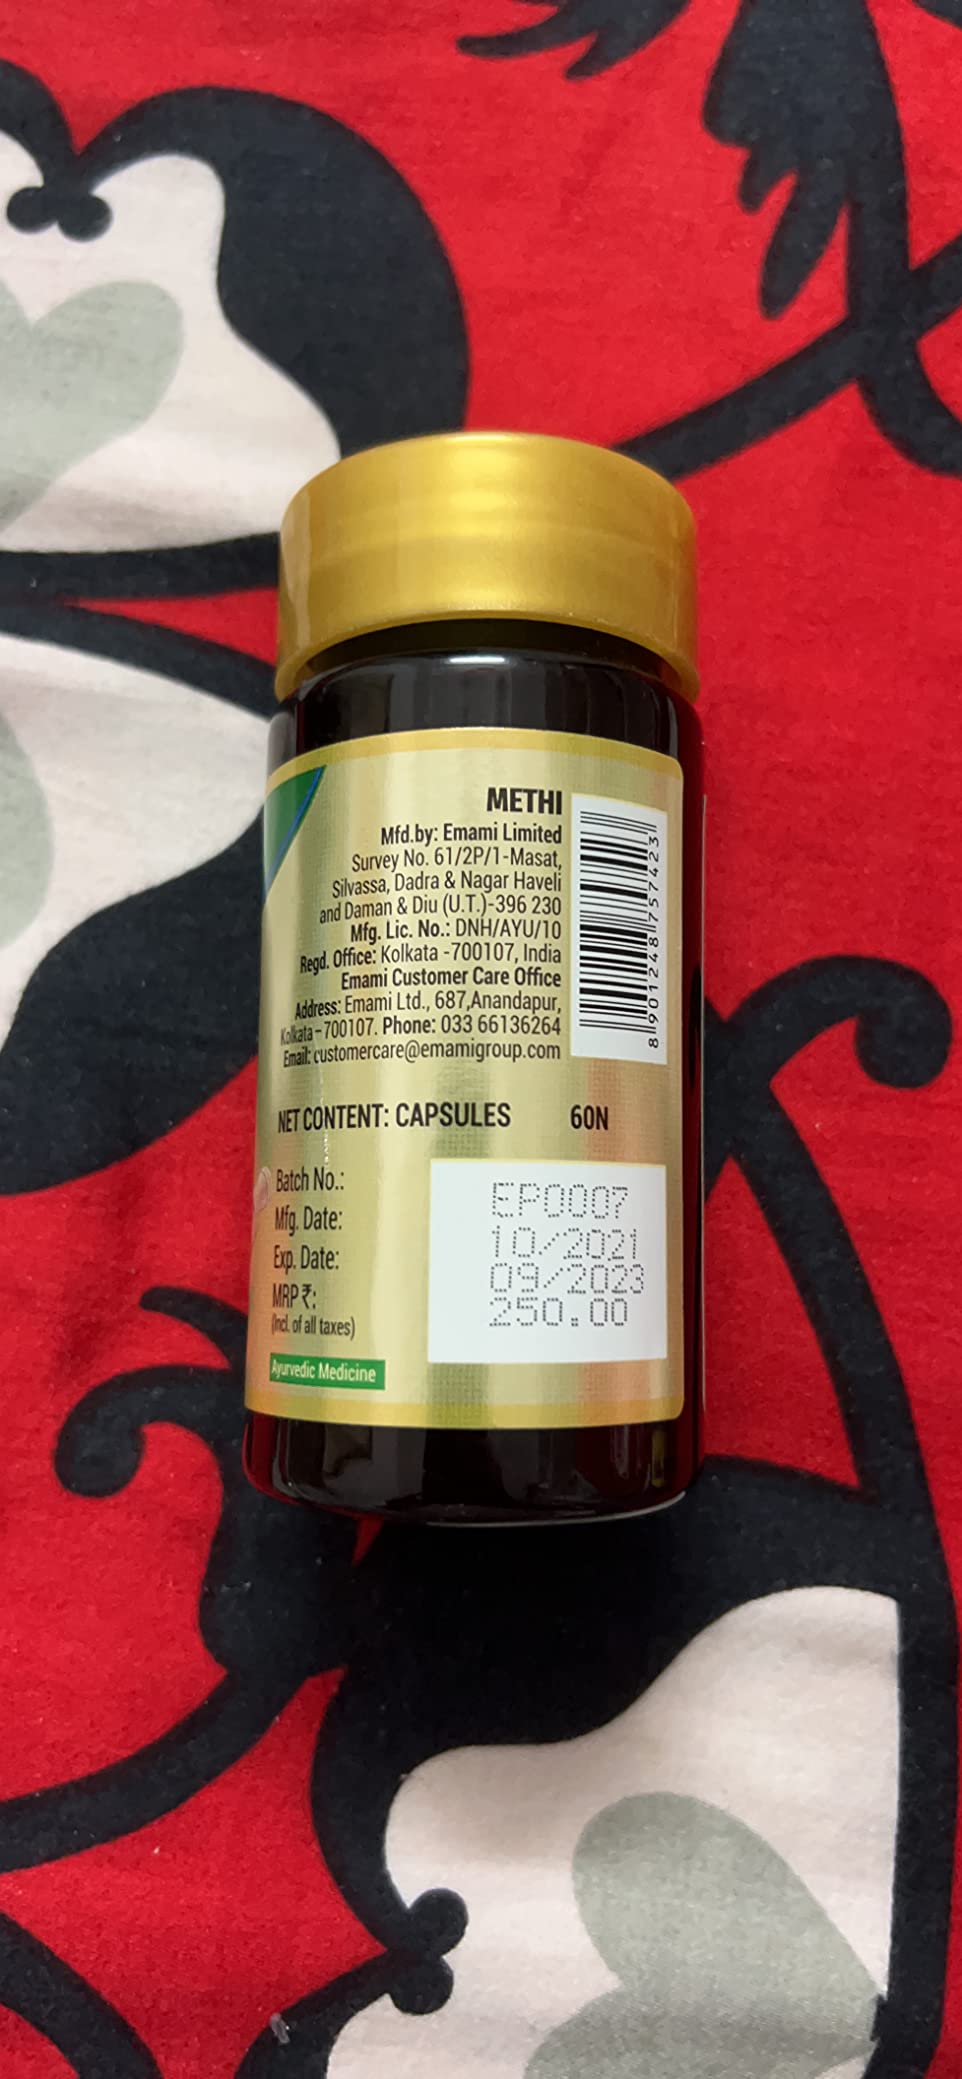 METHI
Mfd.by: Emami Limited
Survey No. 61/2P/1-Masat,
Silvassa, Dadra & Nagar Haveli
and Daman & Diu (U.T.)-396 230
Mfg. Lic. No.: DNH/AYU/10
Regd. Office: Kolkata -700107, India
Emami Customer Care Office
Address: Emami Ltd., 687,Anandapur,
Kolkata-700107. Phone: 033 66136264
Email: customercare@emamigroup.com
8 901248 757423
NET CONTENT: CAPSULES 60N
Batch No.: EP0007
Mfg. Date: 10/2021
Exp. Date: 09/2023
MRP ₹: 250.00
(Incl. of all taxes)
Ayurvedic Medicine